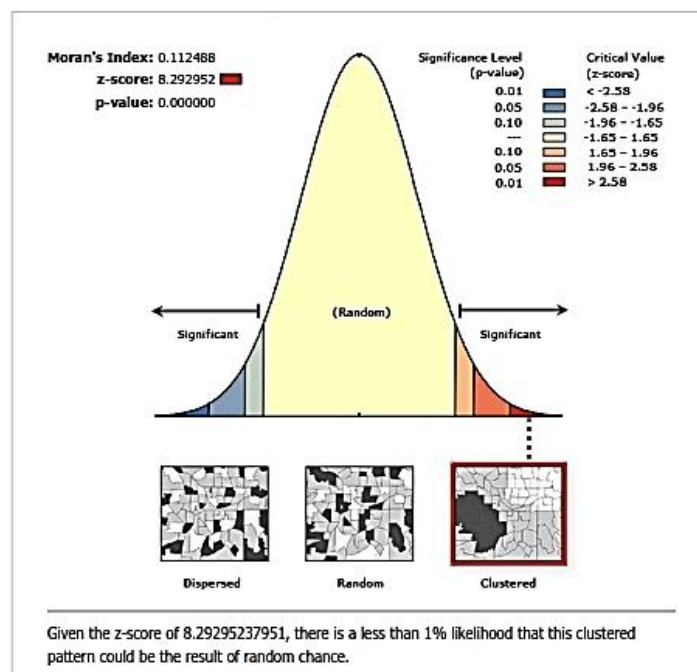 Moran's Index: 0.112488
z-score: 8.292952
p-value: 0.000000
Significance Level
(p-value)
Critical Value
(z-score)
0.01 < -2.58
0.05 -2.58 – -1.96
0.10 -1.96 – -1.65
--- -1.65 – 1.65
0.10 1.65 – 1.96
0.05 1.96 – 2.58
0.01 > 2.58
Significant
(Random)
Significant
Dispersed
Random
Clustered
Given the z-score of 8.29295237951, there is a less than 1% likelihood that this clustered
pattern could be the result of random chance.